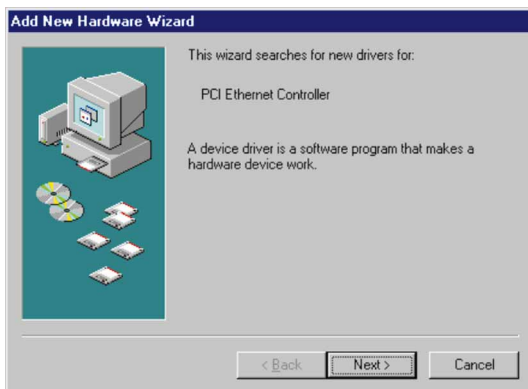 Add New Hardware Wizard
This wizard searches for new drivers for:
PCI Ethernet Controller
A device driver is a software program that makes a
hardware device work.
< Back
Next >
Cancel